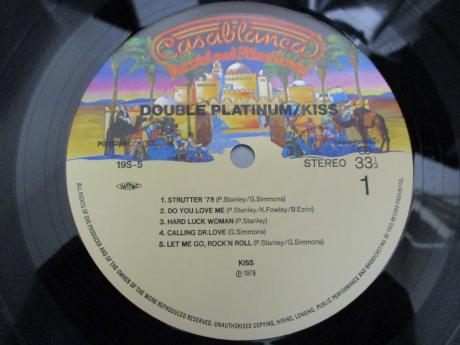 Casablanca
Record and FilmWorks
DOUBLE PLATINUM/KISS
19S-5
STEREO 33⅓
1
1. STRUTTER '78 (P.Stanley/G.Simmons)
2. DO YOU LOVE ME (P.Stanley/K.Fowley/B.Ezrin)
3. HARD LUCK WOMAN (P.Stanley)
4. CALLING DR.LOVE (G.Simmons)
5. LET ME GO, ROCK'N ROLL (P.Stanley/G.Simmons)
KISS
Ⓟ1978
ALL RIGHTS OF THE PRODUCER AND OF THE OWNER OF THE WORK REPRODUCED RESERVED. UNAUTHORISED COPYING, HIRING, LENDING, PUBLIC PERFORMANCE AND BROADCASTING OF THIS RECORD PROHIBITED.